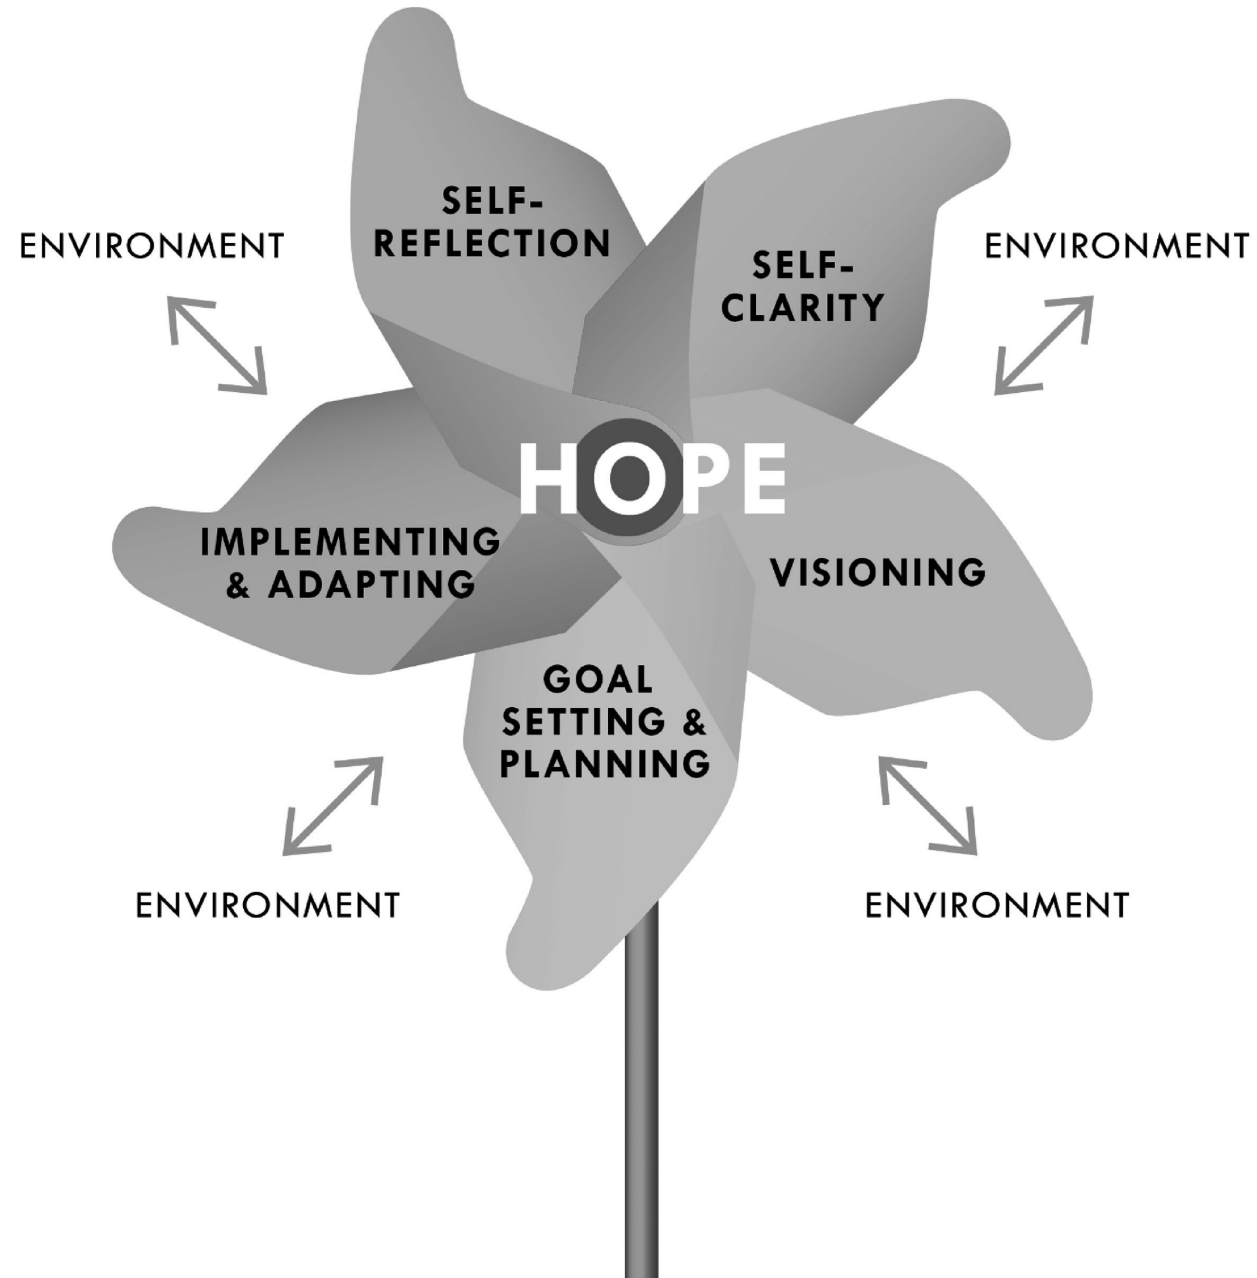 SELF-
REFLECTION
ENVIRONMENT
SELF-
CLARITY
ENVIRONMENT
HOPE
IMPLEMENTING
& ADAPTING
VISIONING
GOAL
SETTING &
PLANNING
ENVIRONMENT
ENVIRONMENT